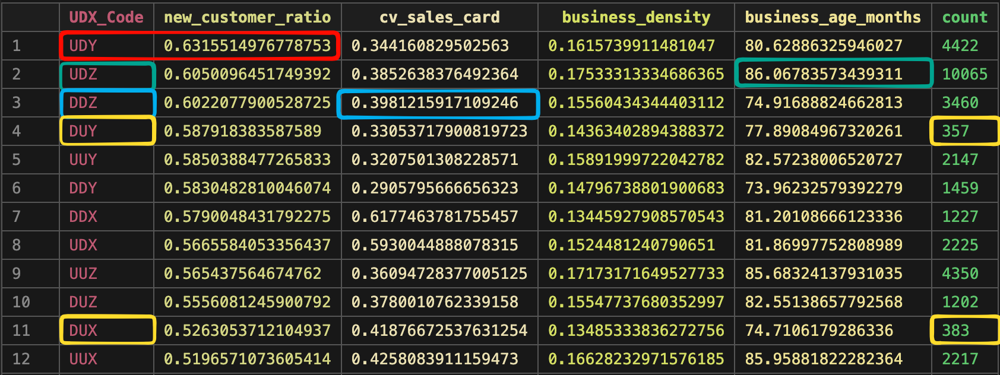 UDX_Code new_customer_ratio cv_sales_card business_density business_age_months count
1 UDY 0.6315514976778753 0.344160829502563 0.1615739911481047 80.62886325946027 4422
2 UDZ 0.6050096451749392 0.3852638376492364 0.17533313334686365 86.06783573439311 10065
3 DDZ 0.6022077900528725 0.3981215917109246 0.15560434344403112 74.91688824662813 3460
4 DUY 0.587918383587589 0.33053717900819723 0.14363402894388372 77.89084967320261 357
5 UUY 0.5850388477265833 0.3207501308228571 0.15891999722042782 82.57238006520727 2147
6 DDY 0.5830482810046074 0.2905795666656323 0.14796738801900683 73.96232579392279 1459
7 DDX 0.5790048431792275 0.6177463781755457 0.13445927908570543 81.20108666123336 1227
8 UDX 0.5665584053356437 0.5930044888078315 0.1524481240790651 81.86997752808989 2225
9 UUZ 0.565437564674762 0.36094728377005125 0.17173171649527733 85.68324137931035 4350
10 DUZ 0.5556081245900792 0.3780010762339158 0.15547737680352997 82.55138657792568 1202
11 DUX 0.5263053712104937 0.41876672537631254 0.13485333836272756 74.7106179286336 383
12 UUX 0.5196571073605414 0.4258083911159473 0.16628232971576185 85.95881822282364 2217